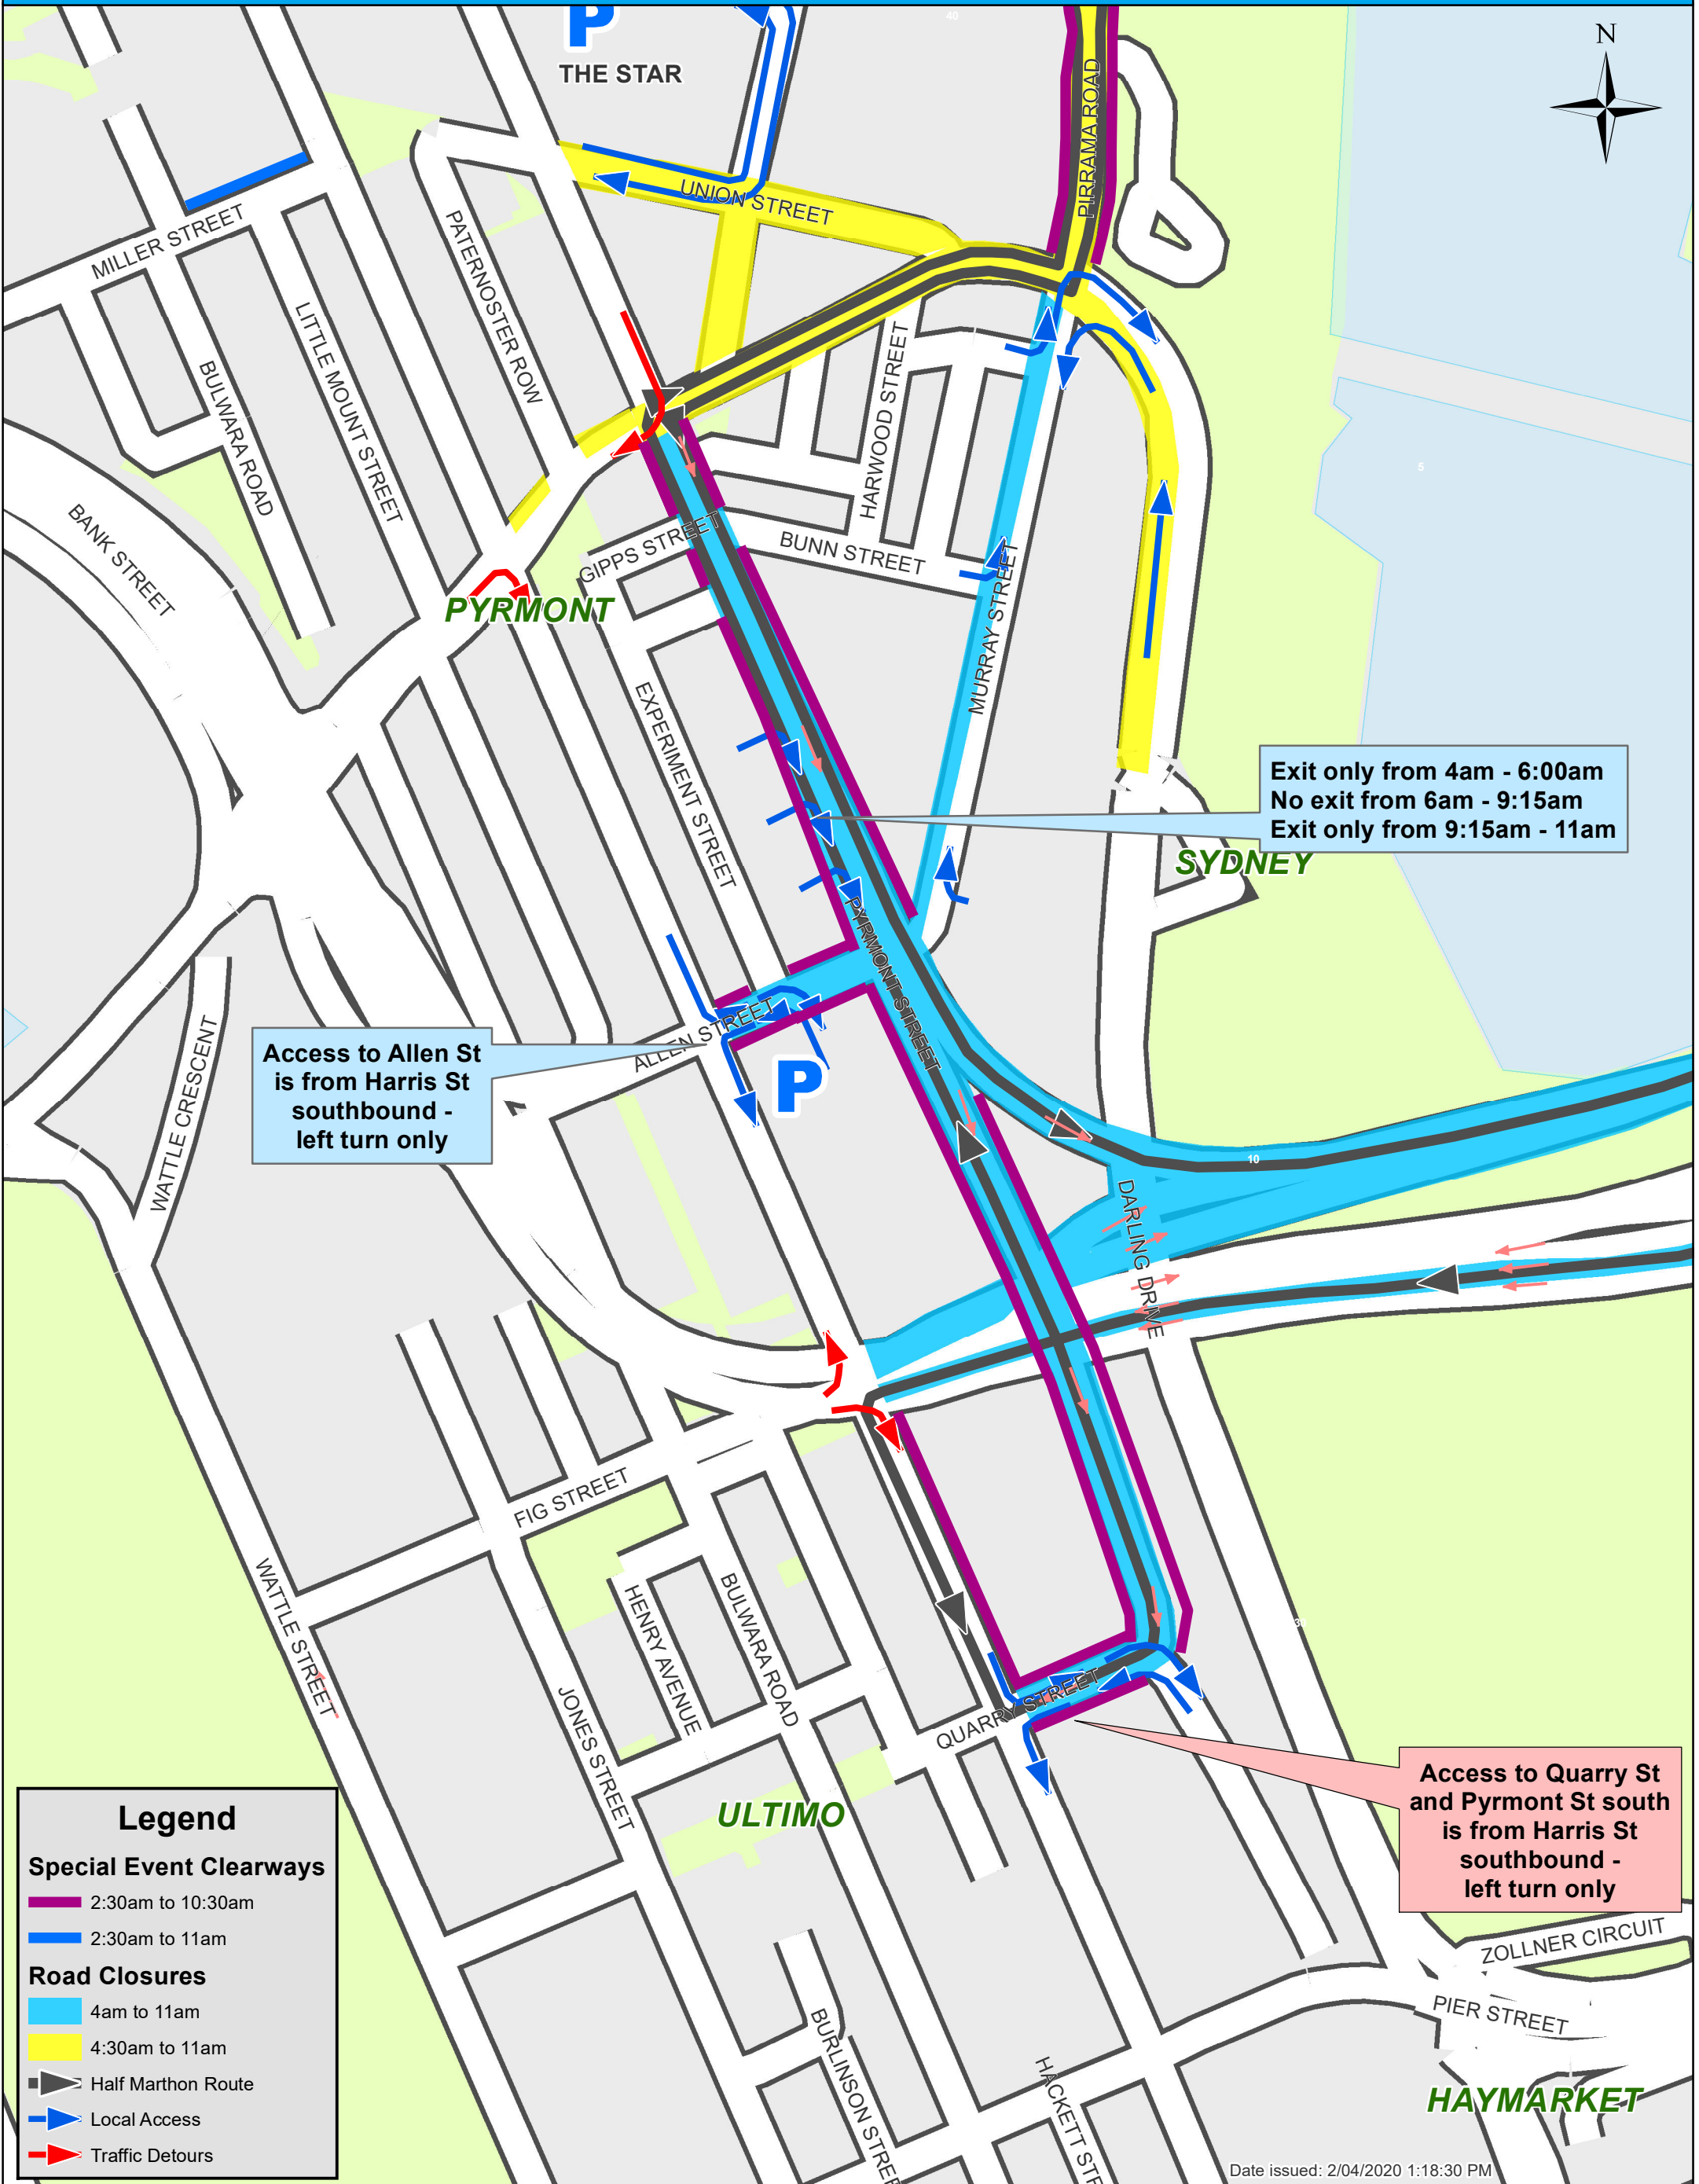 P
THE STAR
40
N
PIRRAMA ROAD
UNION STREET
MILLER STREET
PATERNOSTER ROW
LITTLE MOUNT STREET
BULWARA ROAD
HARWOOD STREET
5
BANK STREET
GIPPS STREET
BUNN STREET
PYRMONT
MURRAY STREET
EXPERIMENT STREET
Exit only from 4am - 6:00am
No exit from 6am - 9:15am
Exit only from 9:15am - 11am
SYDNEY
PYRMONT STREET
ALLEN STREET
Access to Allen St
is from Harris St
southbound -
left turn only
P
WATTLE CRESCENT
10
DARLING DRIVE
FIG STREET
WATTLE STREET
HENRY AVENUE
BULWARA ROAD
JONES STREET
QUARRY STREET
ULTIMO
Access to Quarry St
and Pyrmont St south
is from Harris St
southbound -
left turn only
Legend
Special Event Clearways
2:30am to 10:30am
2:30am to 11am
Road Closures
4am to 11am
4:30am to 11am
Half Marthon Route
Local Access
Traffic Detours
ZOLLNER CIRCUIT
PIER STREET
BURLINSON STREE
HACKETT STR
HAYMARKET
Date issued: 2/04/2020 1:18:30 PM